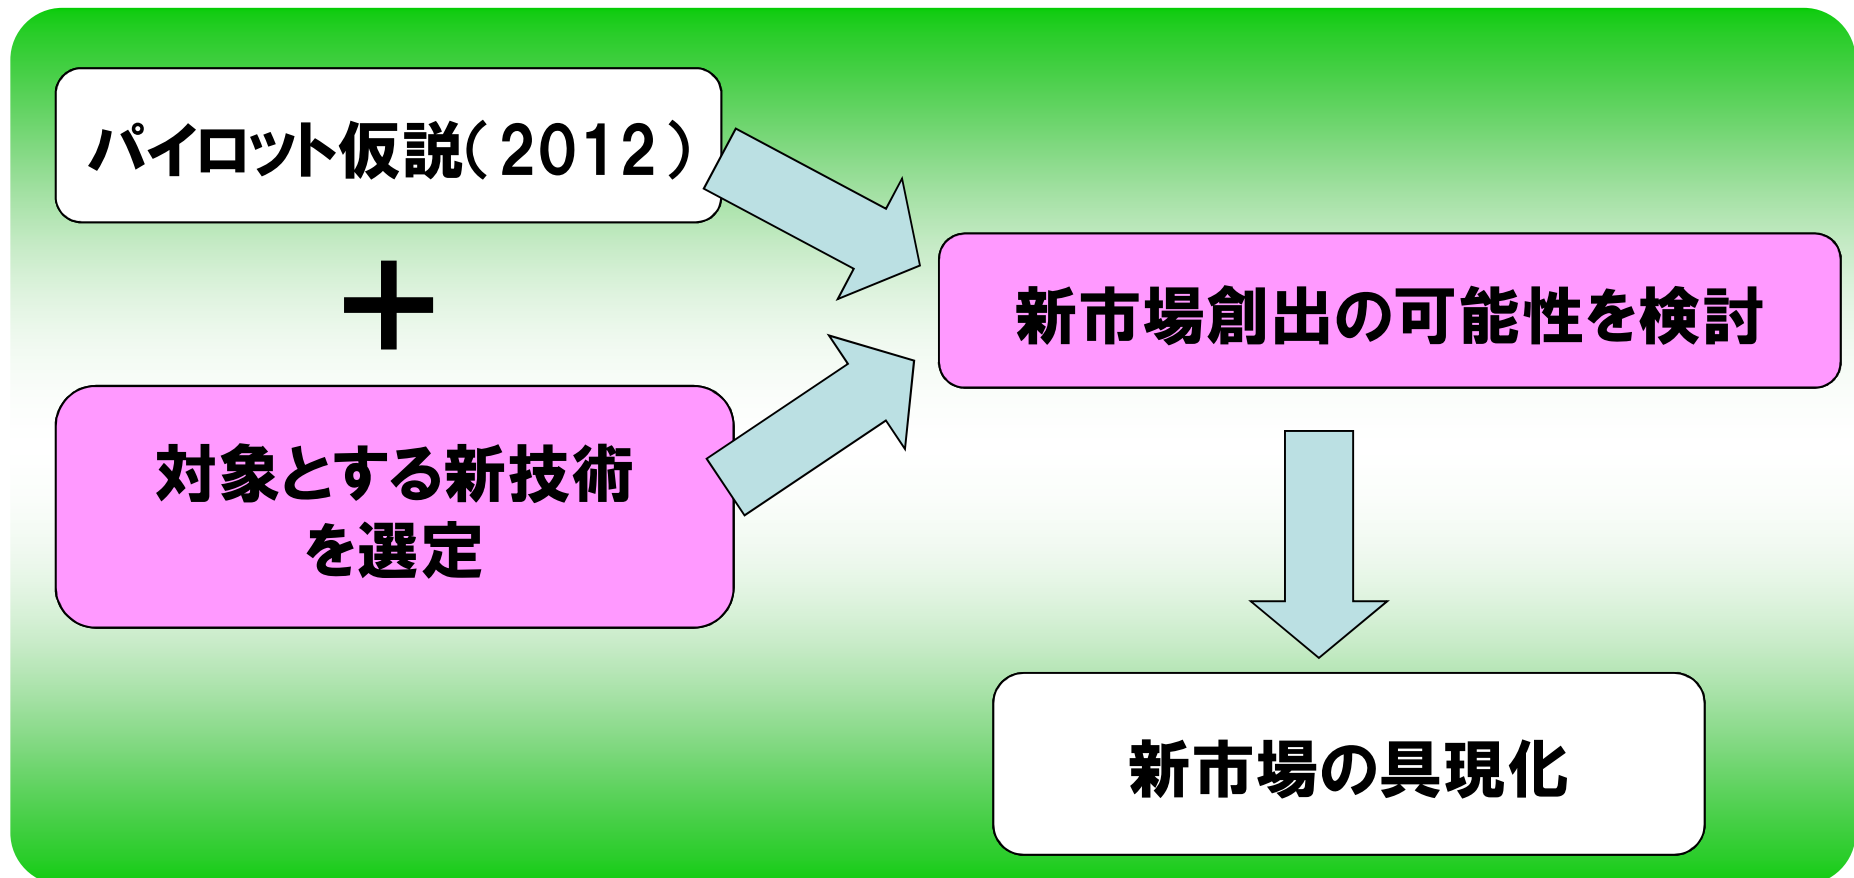 パイロット仮説(2012)
+
対象とする新技術
を選定
新市場創出の可能性を検討
新市場の具現化